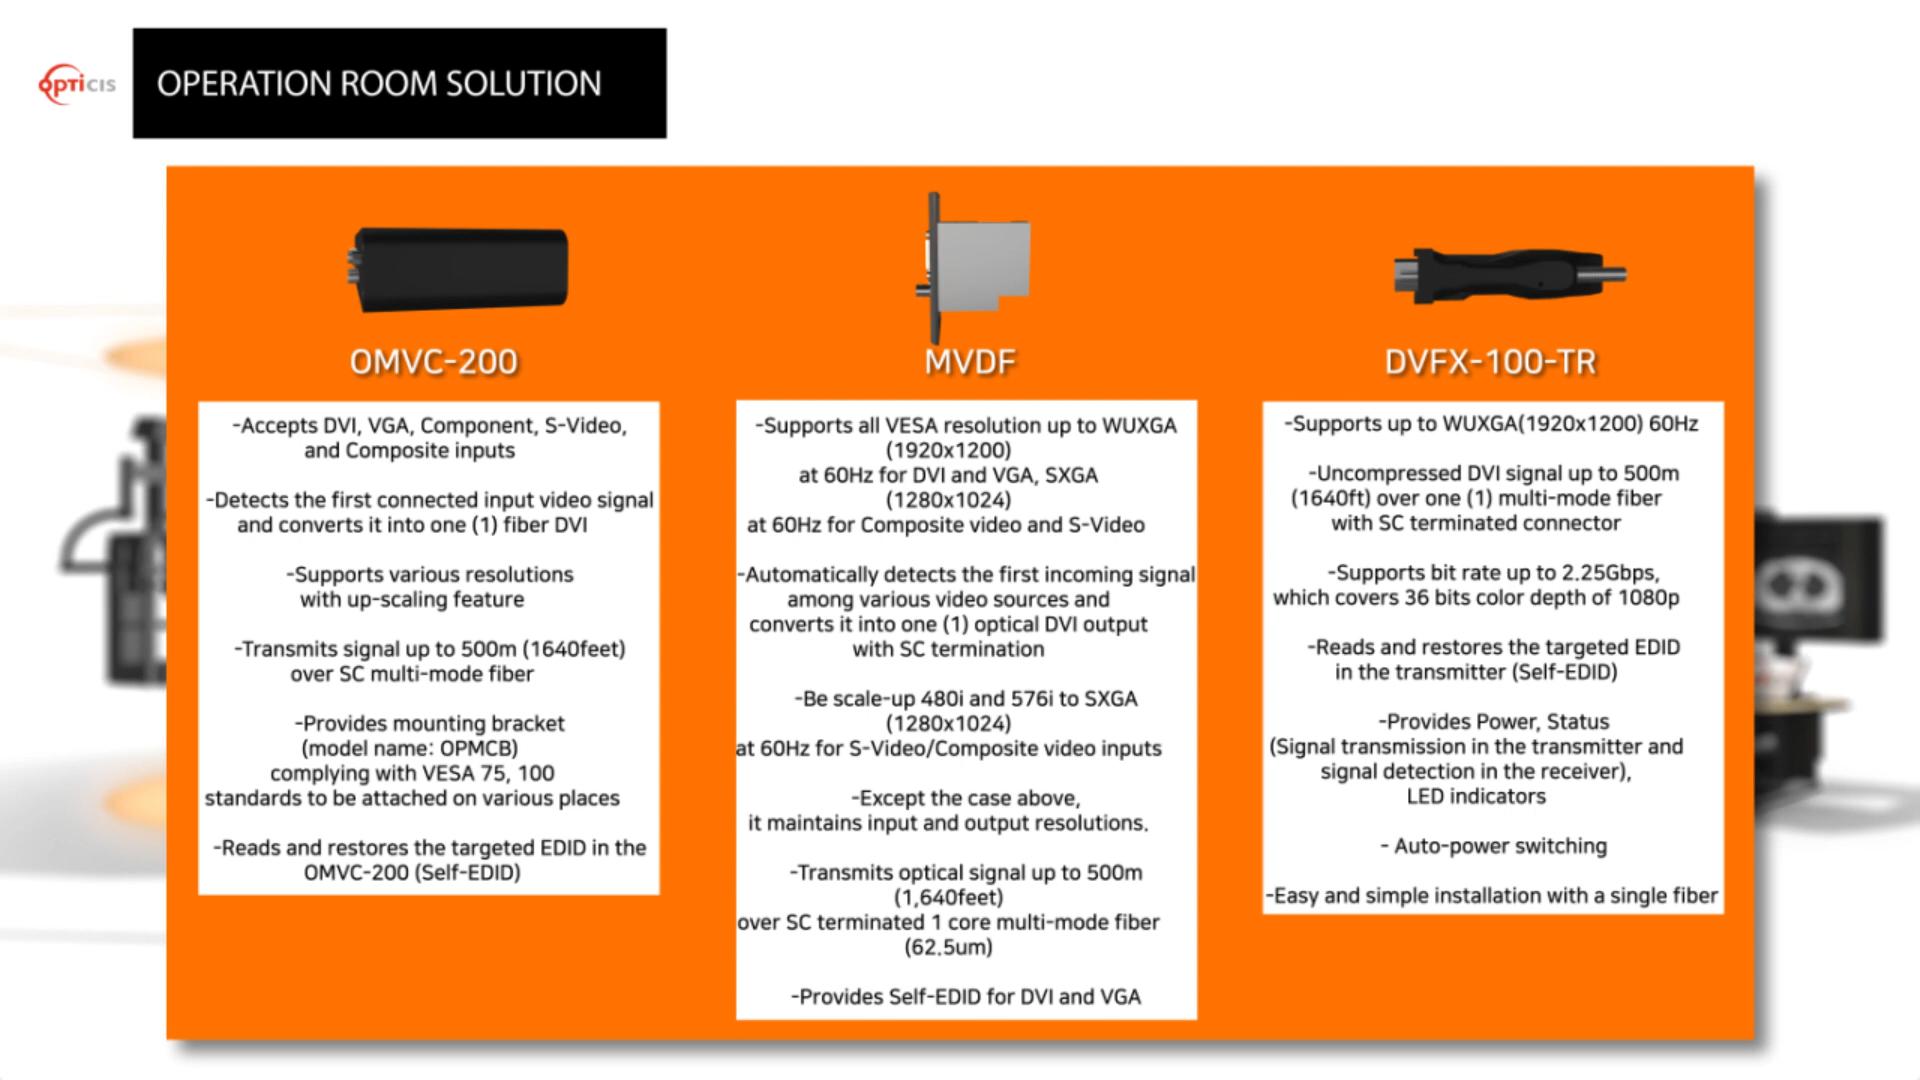 OPTICIS
OPERATION ROOM SOLUTION
OMVC-200
-Accepts DVI, VGA, Component, S-Video,
and Composite inputs
-Detects the first connected input video signal
and converts it into one (1) fiber DVI
-Supports various resolutions
with up-scaling feature
-Transmits signal up to 500m (1640feet)
over SC multi-mode fiber
-Provides mounting bracket
(model name: OPMCB)
complying with VESA 75, 100
standards to be attached on various places
-Reads and restores the targeted EDID in the
OMVC-200 (Self-EDID)
MVDF
-Supports all VESA resolution up to WUXGA
(1920x1200)
at 60Hz for DVI and VGA, SXGA
(1280x1024)
at 60Hz for Composite video and S-Video
-Automatically detects the first incoming signal
among various video sources and
converts it into one (1) optical DVI output
with SC termination
-Be scale-up 480i and 576i to SXGA
(1280x1024)
at 60Hz for S-Video/Composite video inputs
-Except the case above,
it maintains input and output resolutions.
-Transmits optical signal up to 500m
(1,640feet)
over SC terminated 1 core multi-mode fiber
(62.5um)
-Provides Self-EDID for DVI and VGA
DVFX-100-TR
-Supports up to WUXGA(1920x1200) 60Hz
-Uncompressed DVI signal up to 500m
(1640ft) over one (1) multi-mode fiber
with SC terminated connector
-Supports bit rate up to 2.25Gbps,
which covers 36 bits color depth of 1080p
-Reads and restores the targeted EDID
in the transmitter (Self-EDID)
-Provides Power, Status
(Signal transmission in the transmitter and
signal detection in the receiver),
LED indicators
- Auto-power switching
-Easy and simple installation with a single fiber